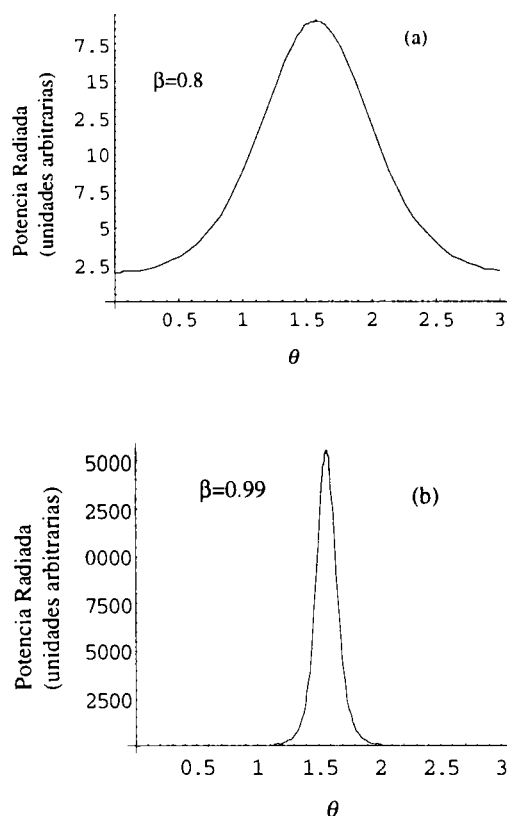 (a)
β=0.8
Potencia Radiada
(unidades arbitrarias)
7.5
15
2.5
10
7.5
5
2.5
0.5 1 1.5 2 2.5 3
θ
(b)
β=0.99
Potencia Radiada
(unidades arbitrarias)
5000
2500
0000
7500
5000
2500
0.5 1 1.5 2 2.5 3
θ